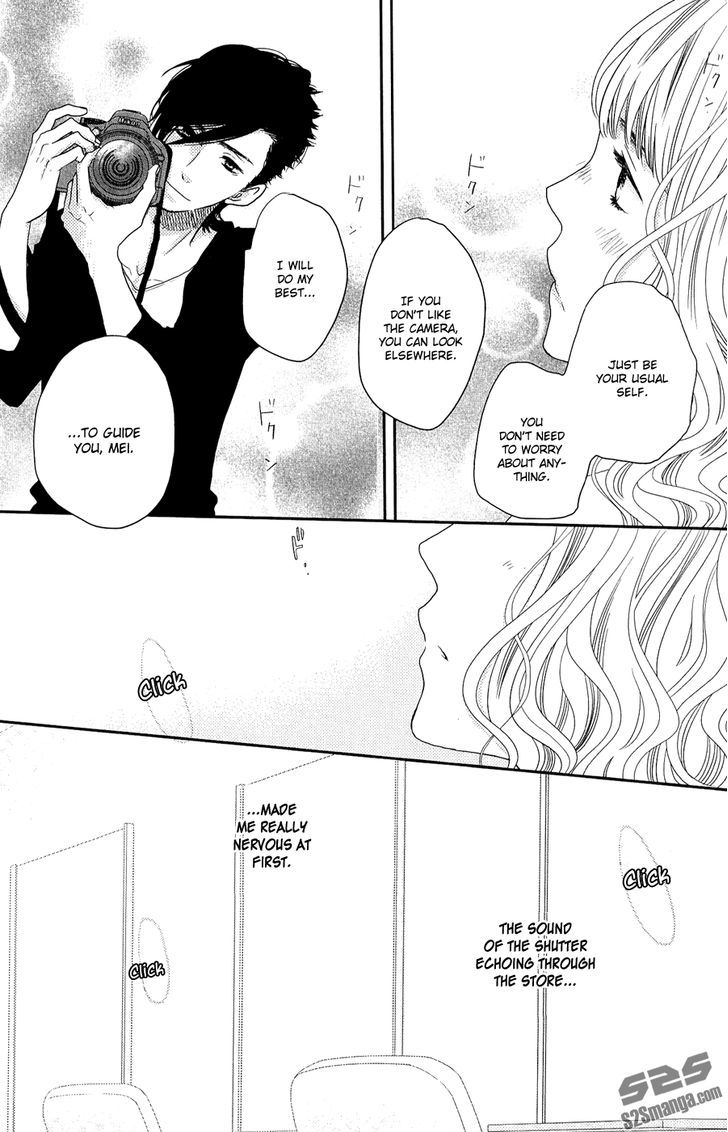 JUST BE
YOUR USUAL
SELF.
YOU
DON'T NEED
TO WORRY
ABOUT ANY-
THING.
ドクン
ドクン
IF YOU
DON'T LIKE
THE CAMERA,
YOU CAN LOOK
ELSEWHERE.
I WILL
DO MY
BEST...
ドクン
ドクン
...TO GUIDE
YOU, MEI.
ド
Click
Click
THE SOUND
OF THE SHUTTER
ECHOING THROUGH
THE STORE...
...MADE
ME REALLY
NERVOUS AT
FIRST.
Click
S2S
S2Smanga.com